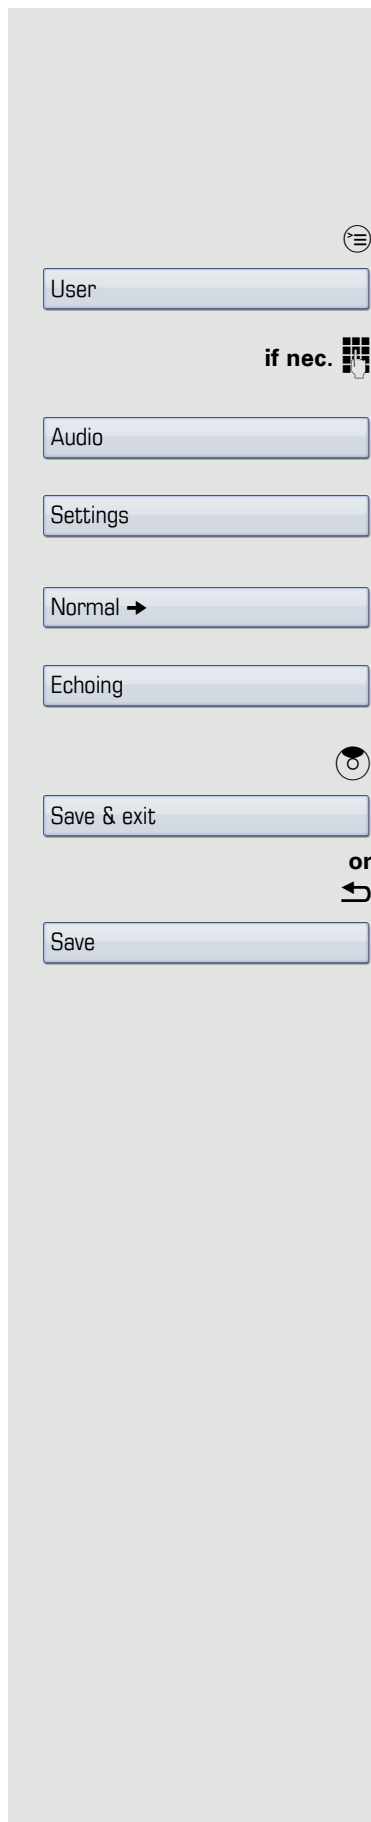 User
if nec.
Audio
Settings
Normal →
Echoing
Save & exit
or
Save